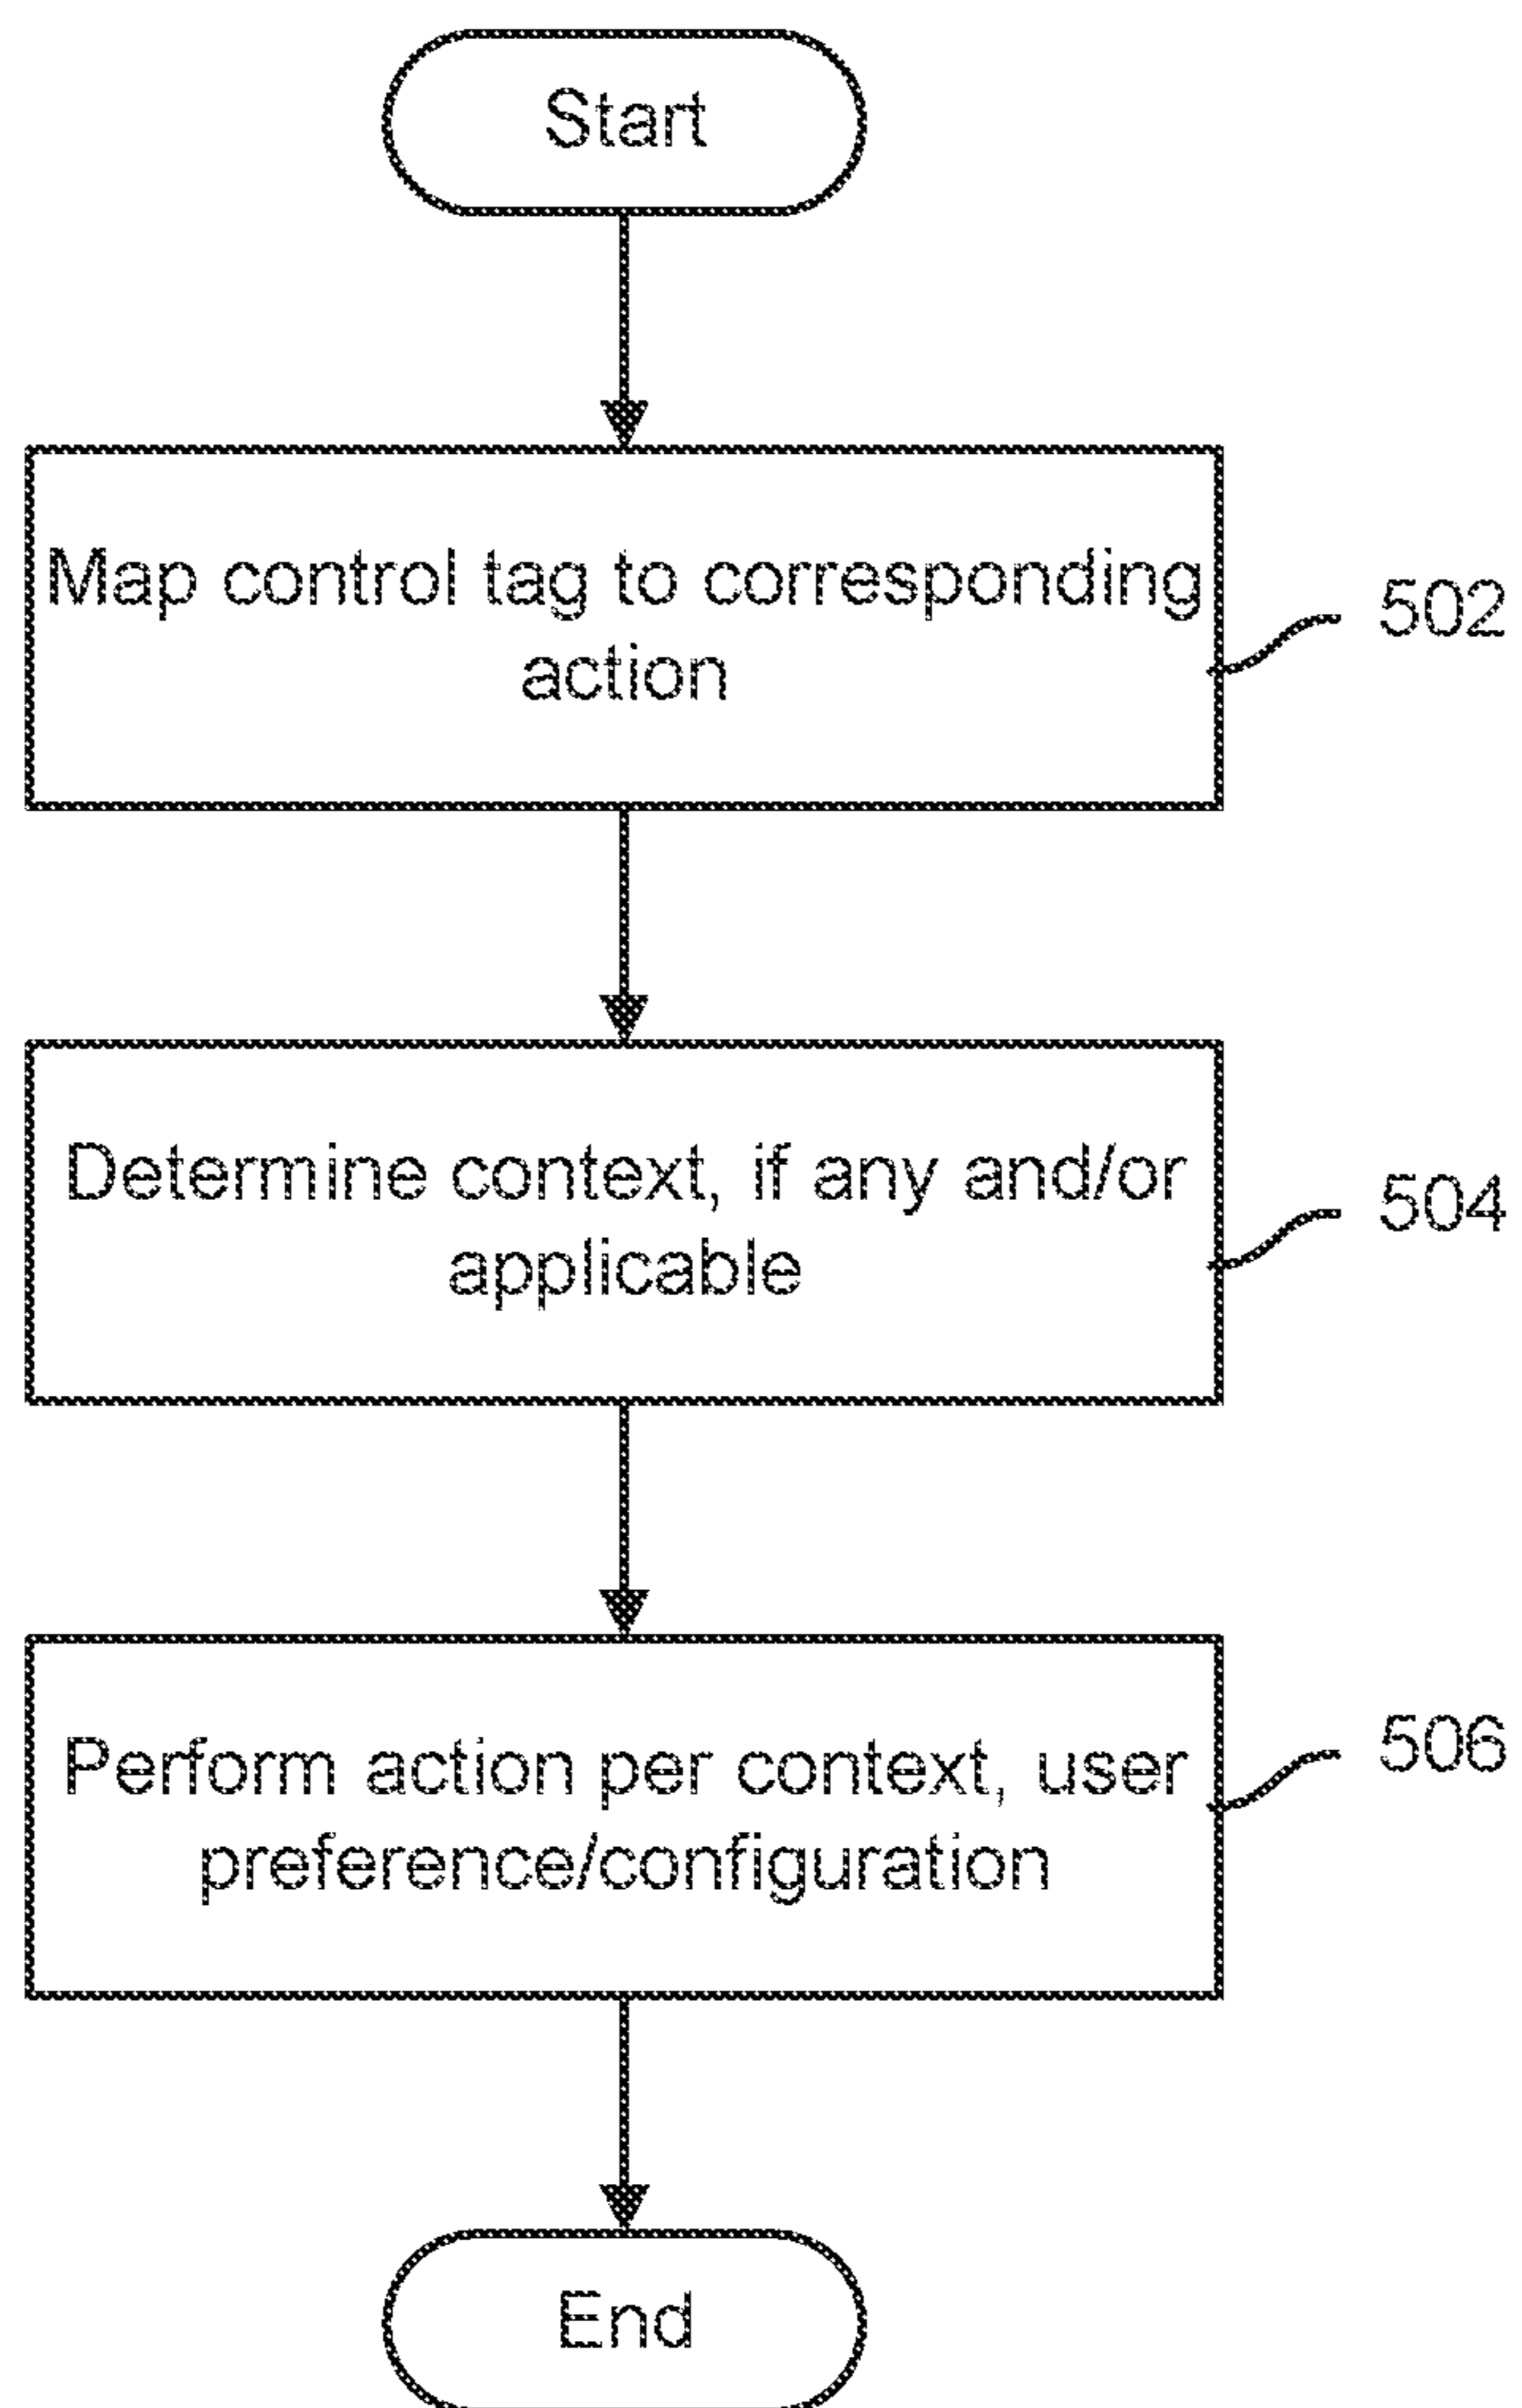 Start
Map control tag to corresponding
action
502
Determine context, if any and/or
applicable
504
Perform action per context, user
preference/configuration
506
End